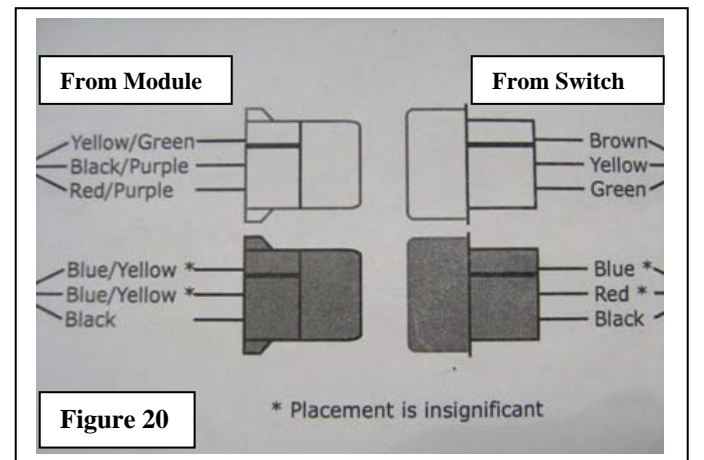 From Module
From Switch
Yellow/Green
Black/Purple
Red/Purple
Brown
Yellow
Green
Blue/Yellow *
Blue/Yellow *
Black
Blue *
Red *
Black
Figure 20
* Placement is insignificant